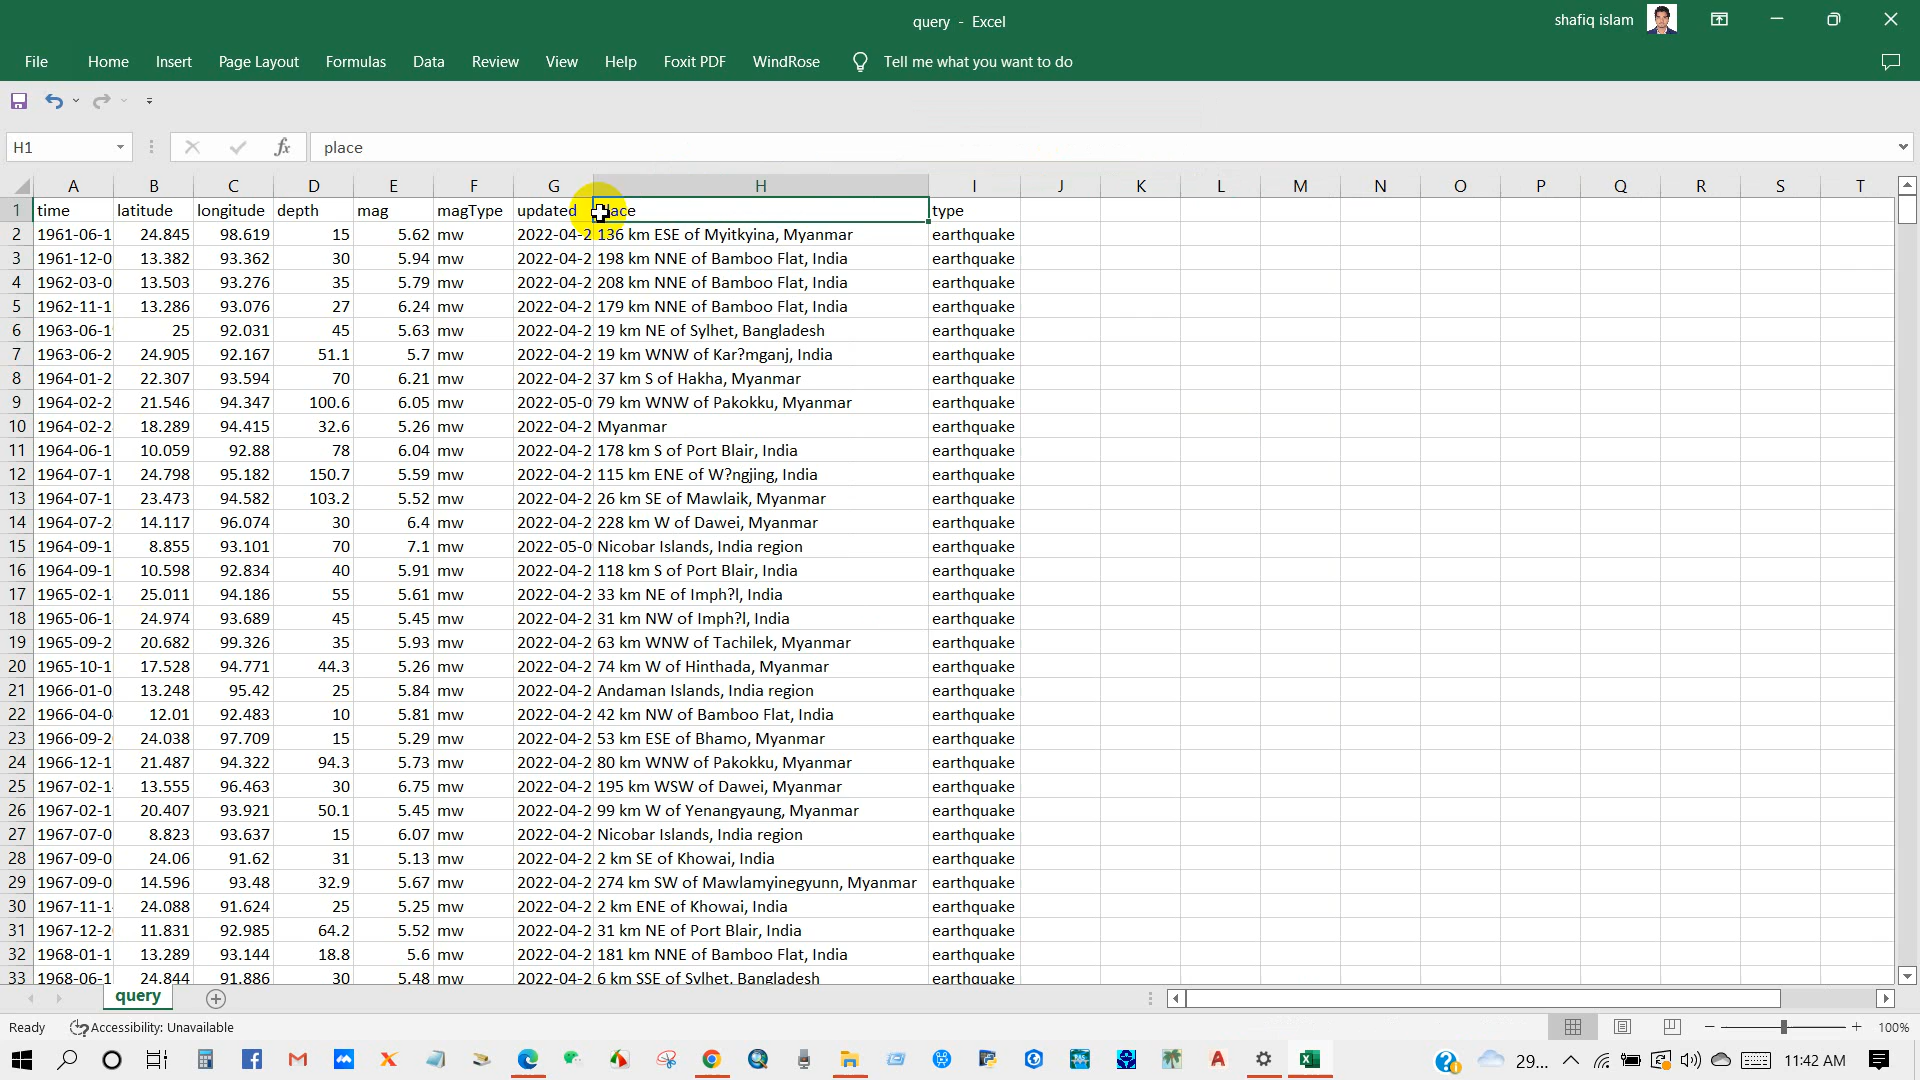 query - Excel
shafiq islam
File Home Insert Page Layout Formulas Data Review View Help Foxit PDF WindRose Tell me what you want to do
H1 place
A B C D E F G H I J K L M N O P Q R S T
1 time latitude longitude depth mag magType updated place type
2 1961-06-1 24.845 98.619 15 5.62 mw 2022-04-2 136 km ESE of Myitkyina, Myanmar earthquake
3 1961-12-0 13.382 93.362 30 5.94 mw 2022-04-2 198 km NNE of Bamboo Flat, India earthquake
4 1962-03-0 13.503 93.276 35 5.79 mw 2022-04-2 208 km NNE of Bamboo Flat, India earthquake
5 1962-11-1 13.286 93.076 27 6.24 mw 2022-04-2 179 km NNE of Bamboo Flat, India earthquake
6 1963-06-1 25 92.031 45 5.63 mw 2022-04-2 19 km NE of Sylhet, Bangladesh earthquake
7 1963-06-2 24.905 92.167 51.1 5.7 mw 2022-04-2 19 km WNW of Kar?mganj, India earthquake
8 1964-01-2 22.307 93.594 70 6.21 mw 2022-04-2 37 km S of Hakha, Myanmar earthquake
9 1964-02-2 21.546 94.347 100.6 6.05 mw 2022-05-0 79 km WNW of Pakokku, Myanmar earthquake
10 1964-02-2 18.289 94.415 32.6 5.26 mw 2022-04-2 Myanmar earthquake
11 1964-06-1 10.059 92.88 78 6.04 mw 2022-04-2 178 km S of Port Blair, India earthquake
12 1964-07-1 24.798 95.182 150.7 5.59 mw 2022-04-2 115 km ENE of W?ngjing, India earthquake
13 1964-07-1 23.473 94.582 103.2 5.52 mw 2022-04-2 26 km SE of Mawlaik, Myanmar earthquake
14 1964-07-2 14.117 96.074 30 6.4 mw 2022-04-2 228 km W of Dawei, Myanmar earthquake
15 1964-09-1 8.855 93.101 70 7.1 mw 2022-05-0 Nicobar Islands, India region earthquake
16 1964-09-1 10.598 92.834 40 5.91 mw 2022-04-2 118 km S of Port Blair, India earthquake
17 1965-02-1 25.011 94.186 55 5.61 mw 2022-04-2 33 km NE of Imph?l, India earthquake
18 1965-06-1 24.974 93.689 45 5.45 mw 2022-04-2 31 km NW of Imph?l, India earthquake
19 1965-09-2 20.682 99.326 35 5.93 mw 2022-04-2 63 km WNW of Tachilek, Myanmar earthquake
20 1965-10-1 17.528 94.771 44.3 5.26 mw 2022-04-2 74 km W of Hinthada, Myanmar earthquake
21 1966-01-0 13.248 95.42 25 5.84 mw 2022-04-2 Andaman Islands, India region earthquake
22 1966-04-0 12.01 92.483 10 5.81 mw 2022-04-2 42 km NW of Bamboo Flat, India earthquake
23 1966-09-2 24.038 97.709 15 5.29 mw 2022-04-2 53 km ESE of Bhamo, Myanmar earthquake
24 1966-12-1 21.487 94.322 94.3 5.73 mw 2022-04-2 80 km WNW of Pakokku, Myanmar earthquake
25 1967-02-1 13.555 96.463 30 6.75 mw 2022-04-2 195 km WSW of Dawei, Myanmar earthquake
26 1967-02-1 20.407 93.921 50.1 5.45 mw 2022-04-2 99 km W of Yenangyaung, Myanmar earthquake
27 1967-07-0 8.823 93.637 15 6.07 mw 2022-04-2 Nicobar Islands, India region earthquake
28 1967-09-0 24.06 91.62 31 5.13 mw 2022-04-2 2 km SE of Khowai, India earthquake
29 1967-09-0 14.596 93.48 32.9 5.67 mw 2022-04-2 274 km SW of Mawlamyinegyunn, Myanmar earthquake
30 1967-11-1 24.088 91.624 25 5.25 mw 2022-04-2 2 km ENE of Khowai, India earthquake
31 1967-12-2 11.831 92.985 64.2 5.52 mw 2022-04-2 31 km NE of Port Blair, India earthquake
32 1968-01-1 13.289 93.144 18.8 5.6 mw 2022-04-2 181 km NNE of Bamboo Flat, India earthquake
33 1968-06-1 24.844 91.886 30 5.48 mw 2022-04-2 6 km SSE of Sylhet, Bangladesh earthquake
query
Ready Accessibility: Unavailable 100%
29... 11:42 AM